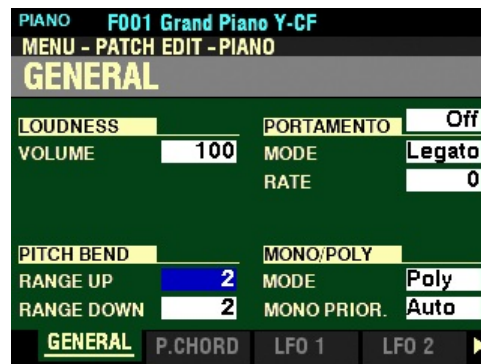 PIANO F001 Grand Piano Y-CF
MENU - PATCH EDIT - PIANO
GENERAL
LOUDNESS
VOLUME 100
PORTAMENTO Off
MODE Legato
RATE 0
PITCH BEND
RANGE UP 2
RANGE DOWN 2
MONO/POLY
MODE Poly
MONO PRIOR. Auto
GENERAL P.CHORD LFO 1 LFO 2